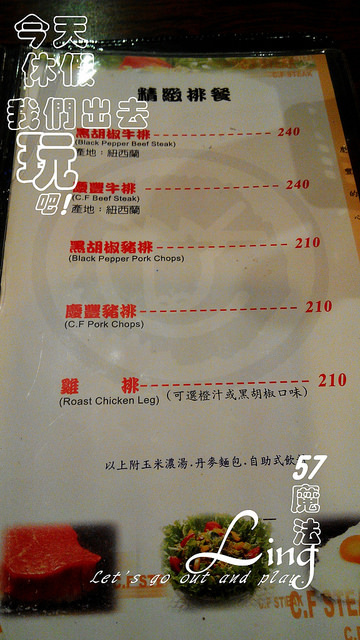 今天
休假
我們出去
玩
吧!
C.F STEAK
精緻排餐
黑胡椒牛排 240
(Black Pepper Beef Steak)
產地：紐西蘭
慶豐牛排 240
(C.F Beef Steak)
產地：紐西蘭
黑胡椒豬排 210
(Black Pepper Pork Chops)
慶豐豬排 210
(C.F Pork Chops)
雞 排 210
(Roast Chicken Leg) (可選橙汁或黑胡椒口味)
以上附玉米濃湯.丹麥麵包.自助式飲
57
魔
法
Ling
Let's go out and play
C.F STE